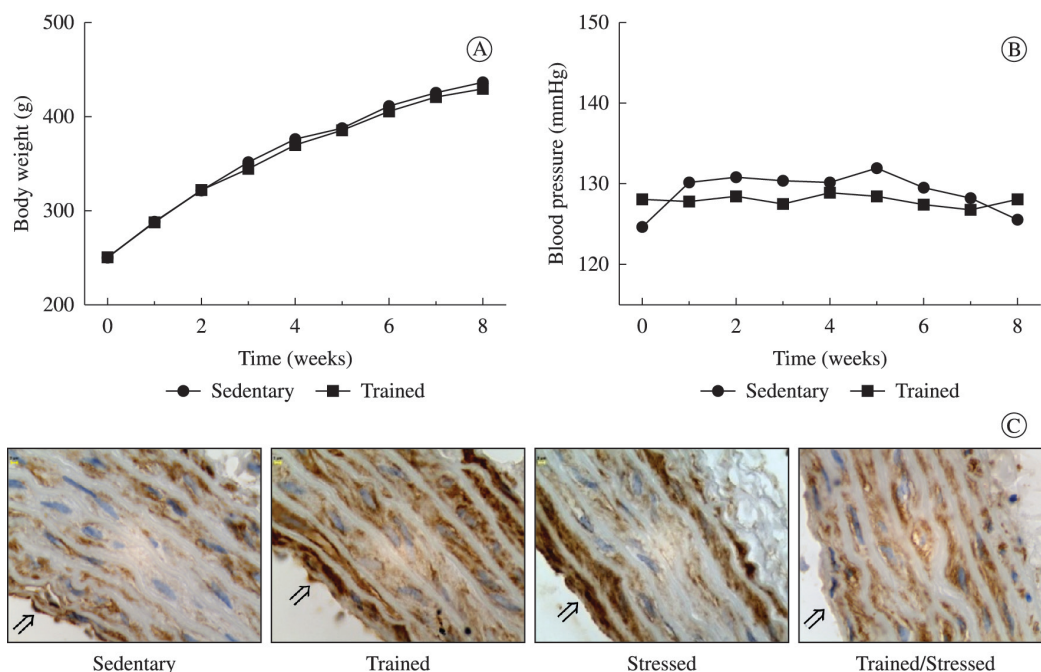 500
400
300
200
Body weight (g)
A
0 2 4 6 8
Time (weeks)
Sedentary Trained
150
140
130
120
Blood pressure (mmHg)
B
0 2 4 6 8
Time (weeks)
Sedentary Trained
C
Sedentary Trained Stressed Trained/Stressed